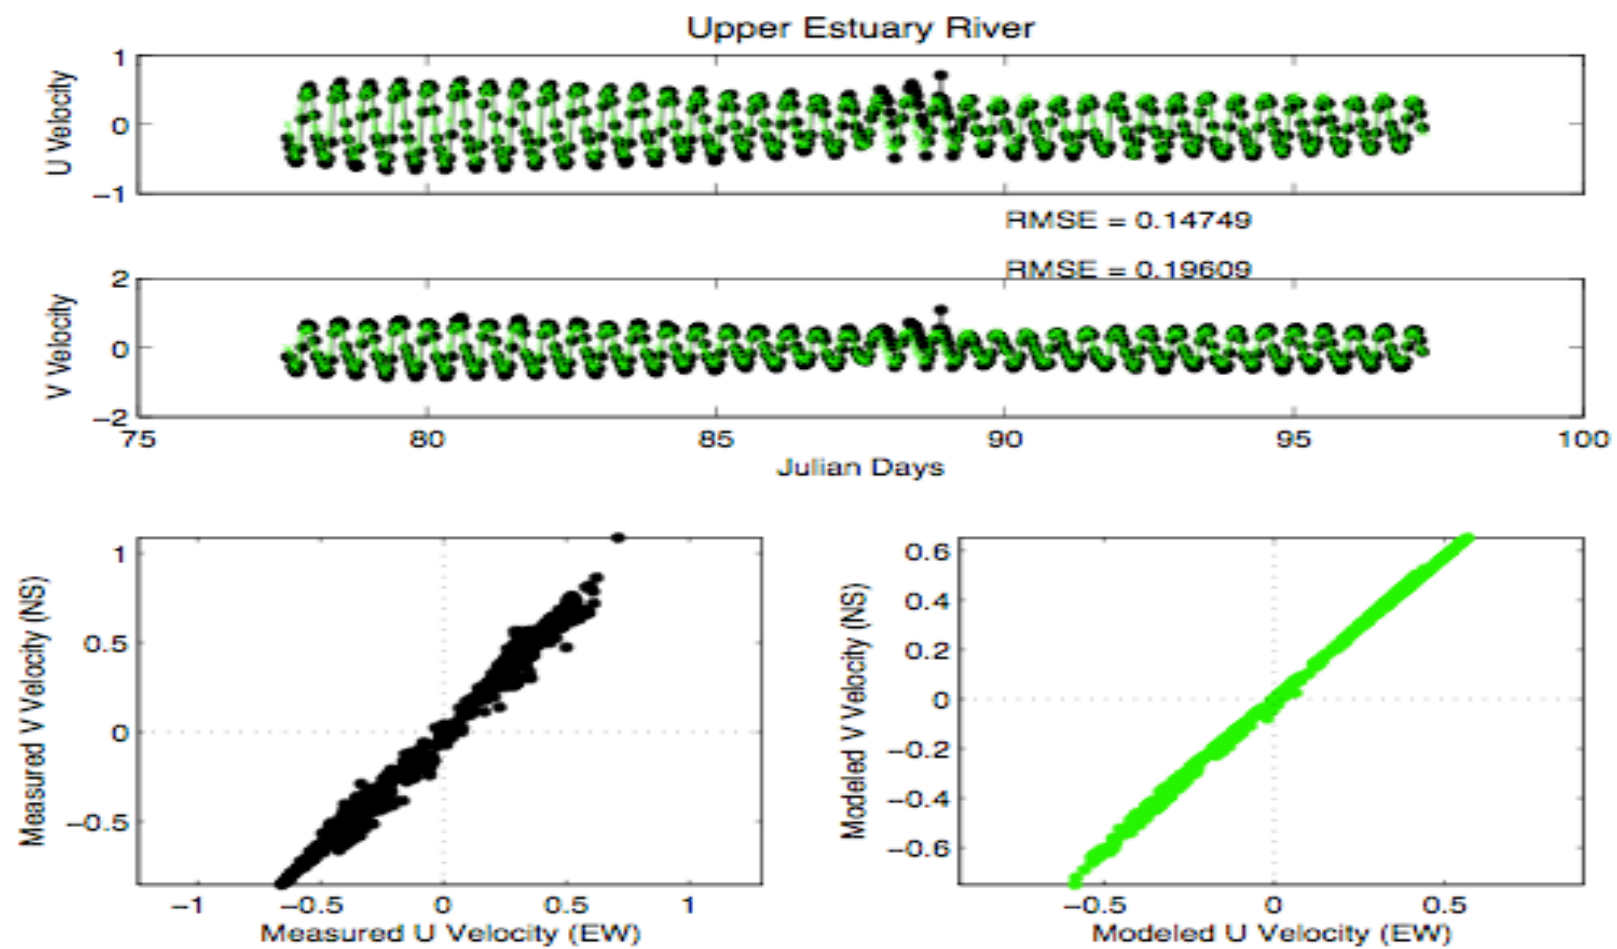 Upper Estuary River
U Velocity
1
0
−1
RMSE = 0.14749
RMSE = 0.19609
V Velocity
2
0
−2
75 80 85 90 95 100
Julian Days
Measured V Velocity (NS)
1
0.5
0
−0.5
−1 −0.5 0 0.5 1
Measured U Velocity (EW)
Modeled V Velocity (NS)
0.6
0.4
0.2
0
−0.2
−0.4
−0.6
−0.5 0 0.5
Modeled U Velocity (EW)